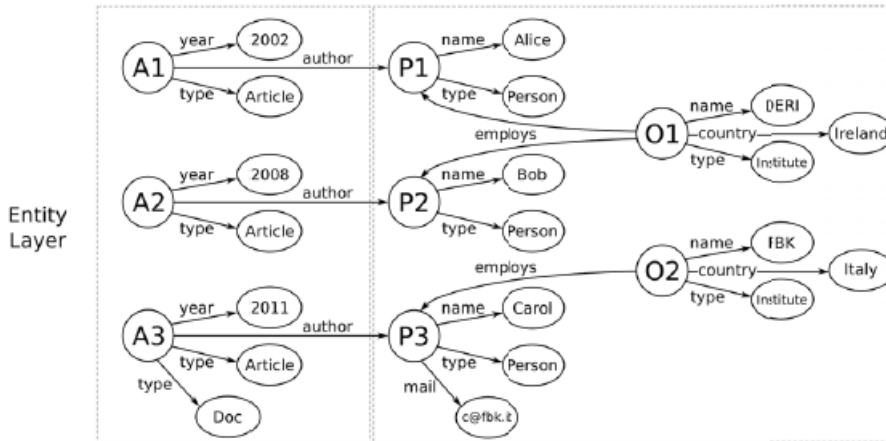 year 2002 name Alice
A1 author P1
type Article type Person name DERI
employs O1 country Ireland
type Institute
year 2008 name Bob
A2 author P2
Entity
Layer
type Article type Person name FBK
employs O2 country Italy
type Institute
year 2011 name Carol
A3 author P3
type Article type Person
type mail
Doc c@fbk.it